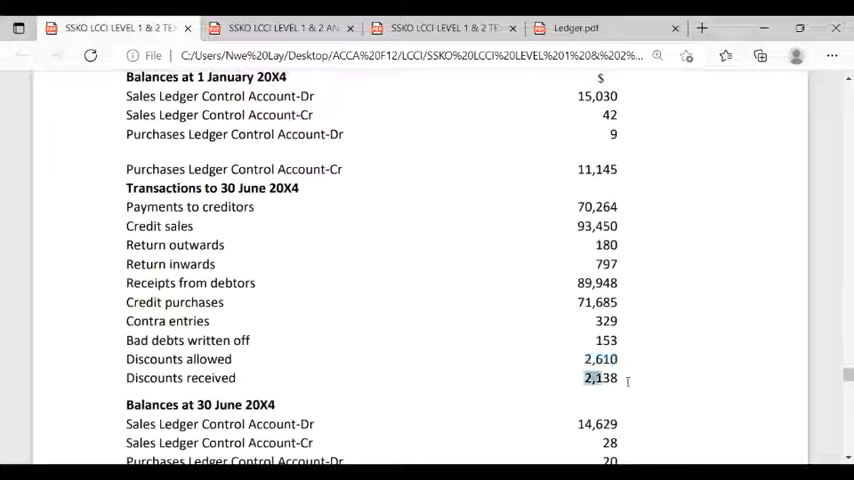 SSKO LCCI LEVEL 1 & 2 TEX
SSKO LCCI LEVEL 1 & 2 AN
SSKO LCCI LEVEL 1 & 2 TE
Ledger.pdf
File
C:/Users/Nwe%20Lay/Desktop/ACCA%20F12/LCCI/SSKO%20LCCI%20LEVEL%201%20&%202%...
Balances at 1 January 20X4 $
Sales Ledger Control Account-Dr 15,030
Sales Ledger Control Account-Cr 42
Purchases Ledger Control Account-Dr 9
Purchases Ledger Control Account-Cr 11,145
Transactions to 30 June 20X4
Payments to creditors 70,264
Credit sales 93,450
Return outwards 180
Return inwards 797
Receipts from debtors 89,948
Credit purchases 71,685
Contra entries 329
Bad debts written off 153
Discounts allowed 2,610
Discounts received 2,138
Balances at 30 June 20X4
Sales Ledger Control Account-Dr 14,629
Sales Ledger Control Account-Cr 28
Purchases Ledger Control Account-Dr 20